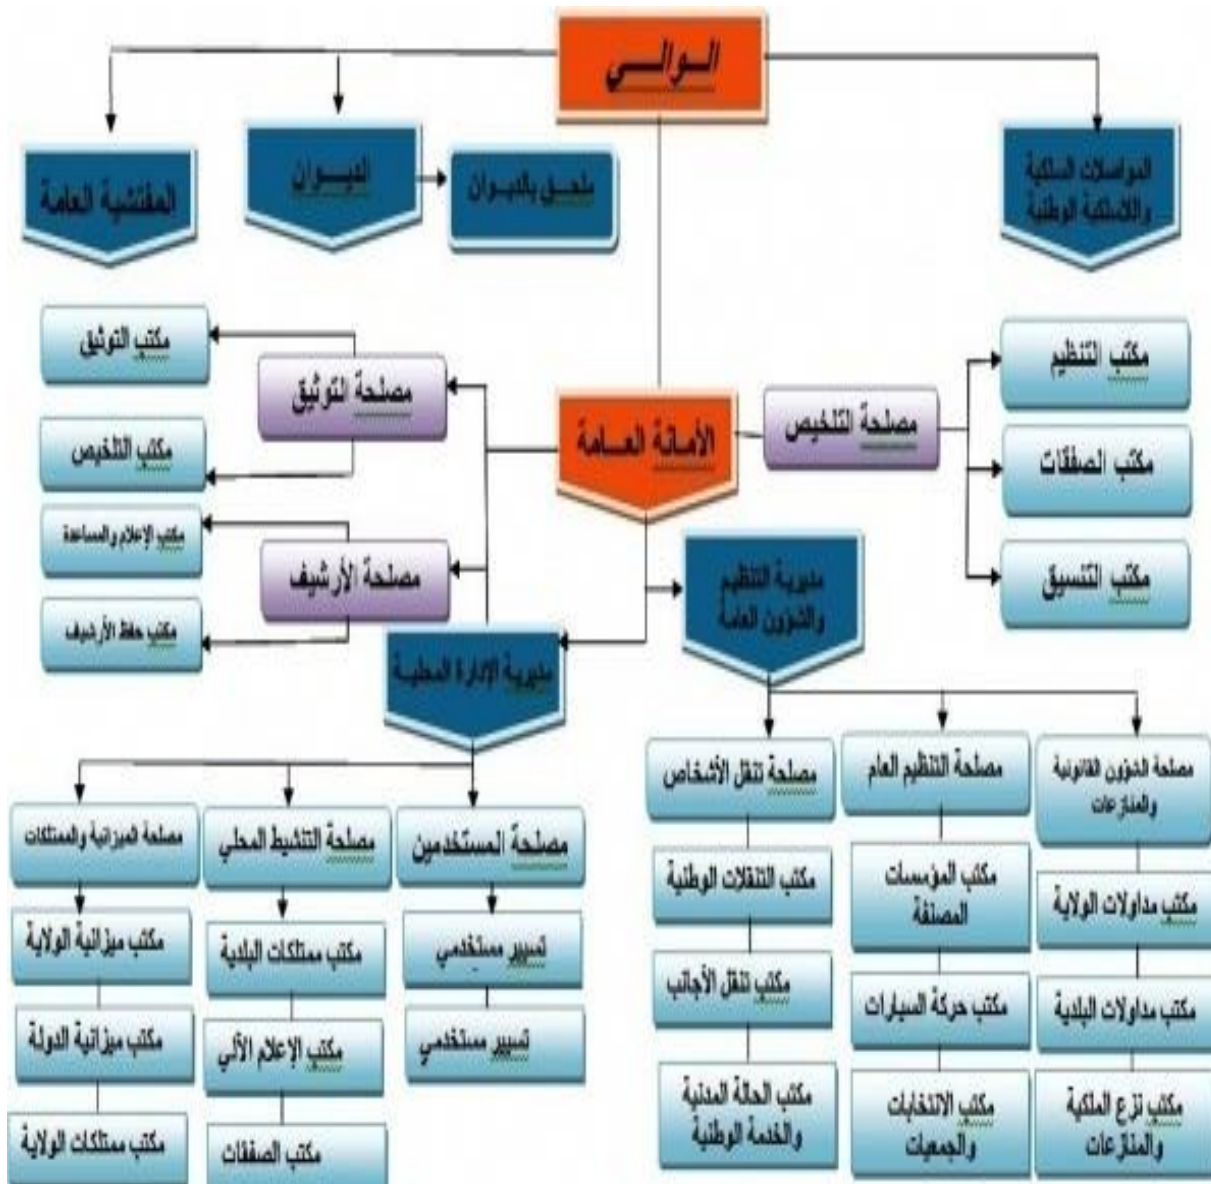 الوالي
المواصلات السلكية
واللاسلكية الوطنية
ملحق بالديوان
الديوان
المفتشية العامة
مكتب التنظيم
مكتب الصفقات
مكتب التنسيق
مصلحة التلخيص
الأمانة العامة
مصلحة التوثيق
مكتب التوثيق
مكتب التلخيص
مصلحة الأرشيف
مكتب الإعلام والمساعدة
مكتب حفظ الأرشيف
مديرية التنظيم
والشؤون العامة
مديرية الإدارة المحلية
مصلحة الشؤون القانونية
والمنازعات
مكتب مداولات الولاية
مكتب مداولات البلدية
مكتب نزع الملكية
والمنازعات
مصلحة التنظيم العام
مكتب المؤسسات
المصنفة
مكتب حركة السيارات
مكتب الانتخابات
والجمعيات
مصلحة تنقل الأشخاص
مكتب التنقلات الوطنية
مكتب تنقل الأجانب
مكتب الحالة المدنية
والخدمة الوطنية
مصلحة المستخدمين
تسيير مستخدمي
تسيير مستخدمي
مصلحة التنشيط المحلي
مكتب ممتلكات البلدية
مكتب الإعلام الآلي
مكتب الصفقات
مصلحة الميزانية والممتلكات
مكتب ميزانية الولاية
مكتب ميزانية الدولة
مكتب ممتلكات الولاية